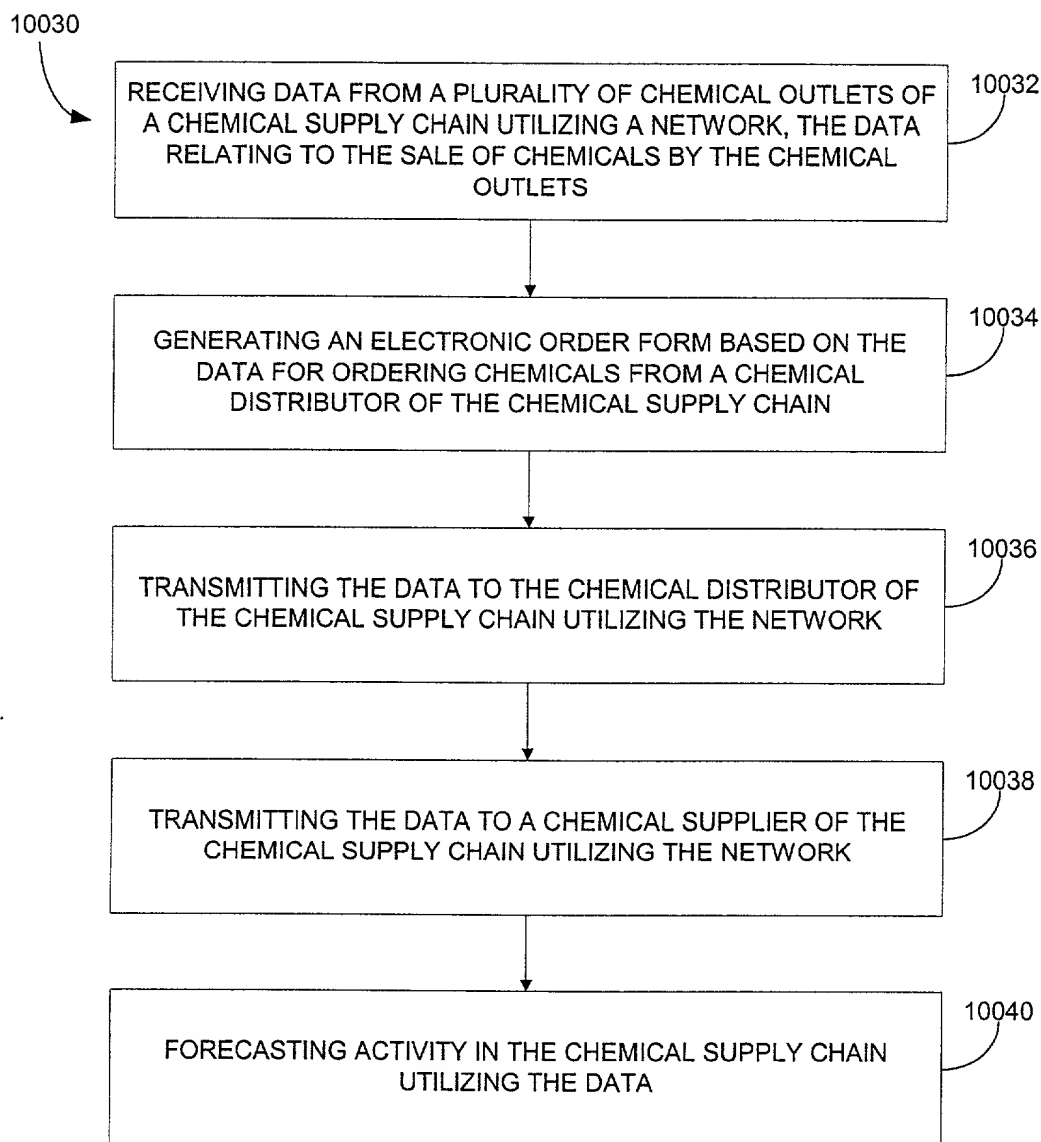 10030
RECEIVING DATA FROM A PLURALITY OF CHEMICAL OUTLETS OF
A CHEMICAL SUPPLY CHAIN UTILIZING A NETWORK, THE DATA
RELATING TO THE SALE OF CHEMICALS BY THE CHEMICAL
OUTLETS
10032
GENERATING AN ELECTRONIC ORDER FORM BASED ON THE
DATA FOR ORDERING CHEMICALS FROM A CHEMICAL
DISTRIBUTOR OF THE CHEMICAL SUPPLY CHAIN
10034
TRANSMITTING THE DATA TO THE CHEMICAL DISTRIBUTOR OF
THE CHEMICAL SUPPLY CHAIN UTILIZING THE NETWORK
10036
TRANSMITTING THE DATA TO A CHEMICAL SUPPLIER OF THE
CHEMICAL SUPPLY CHAIN UTILIZING THE NETWORK
10038
FORECASTING ACTIVITY IN THE CHEMICAL SUPPLY CHAIN
UTILIZING THE DATA
10040